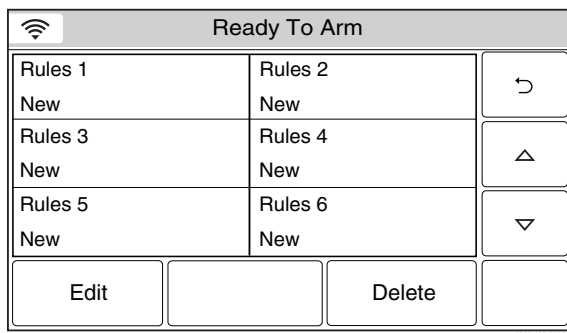 Ready To Arm
Rules 1 Rules 2
New New
Rules 3 Rules 4
New New
Rules 5 Rules 6
New New
Edit Delete